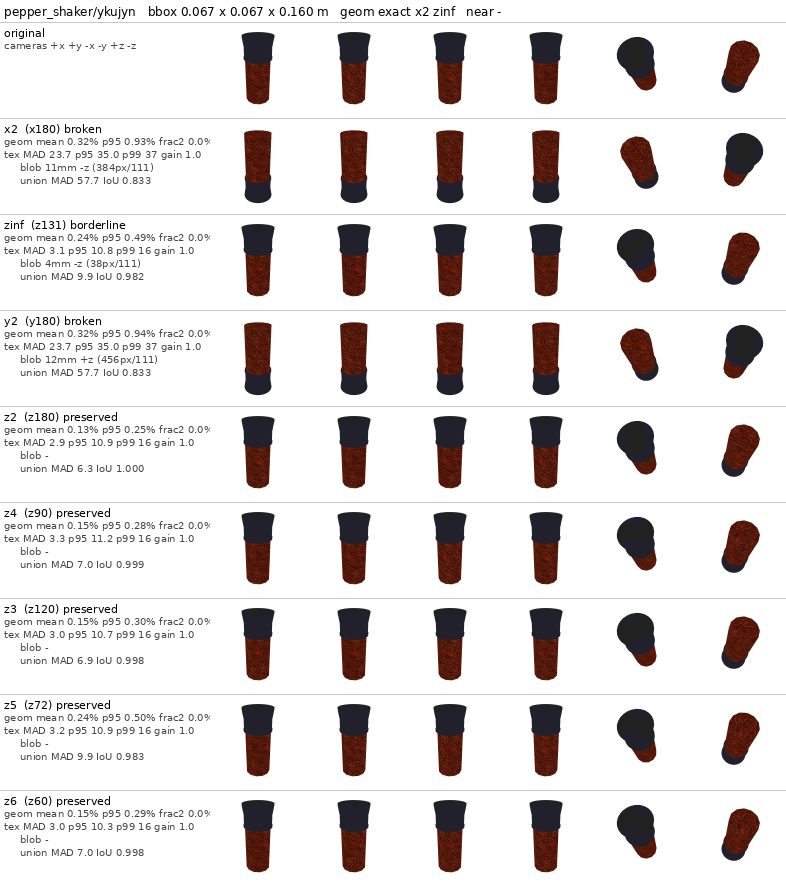 pepper_shaker/ykujyn bbox 0.067 x 0.067 x 0.160 m geom exact x2 zinf near -
original
cameras +x +y -x -y +z -z
x2 (x180) broken
geom mean 0.32% p95 0.93% frac2 0.0%
tex MAD 23.7 p95 35.0 p99 37 gain 1.0
blob 11mm -z (384px/111)
union MAD 57.7 IoU 0.833
zinf (z131) borderline
geom mean 0.24% p95 0.49% frac2 0.0%
tex MAD 3.1 p95 10.8 p99 16 gain 1.0
blob 4mm -z (38px/111)
union MAD 9.9 IoU 0.982
y2 (y180) broken
geom mean 0.32% p95 0.94% frac2 0.0%
tex MAD 23.7 p95 35.0 p99 37 gain 1.0
blob 12mm +z (456px/111)
union MAD 57.7 IoU 0.833
z2 (z180) preserved
geom mean 0.13% p95 0.25% frac2 0.0%
tex MAD 2.9 p95 10.9 p99 16 gain 1.0
blob -
union MAD 6.3 IoU 1.000
z4 (z90) preserved
geom mean 0.15% p95 0.28% frac2 0.0%
tex MAD 3.3 p95 11.2 p99 16 gain 1.0
blob -
union MAD 7.0 IoU 0.999
z3 (z120) preserved
geom mean 0.15% p95 0.30% frac2 0.0%
tex MAD 3.0 p95 10.7 p99 16 gain 1.0
blob -
union MAD 6.9 IoU 0.998
z5 (z72) preserved
geom mean 0.24% p95 0.50% frac2 0.0%
tex MAD 3.2 p95 10.9 p99 16 gain 1.0
blob -
union MAD 9.9 IoU 0.983
z6 (z60) preserved
geom mean 0.15% p95 0.29% frac2 0.0%
tex MAD 3.0 p95 10.3 p99 16 gain 1.0
blob -
union MAD 7.0 IoU 0.998